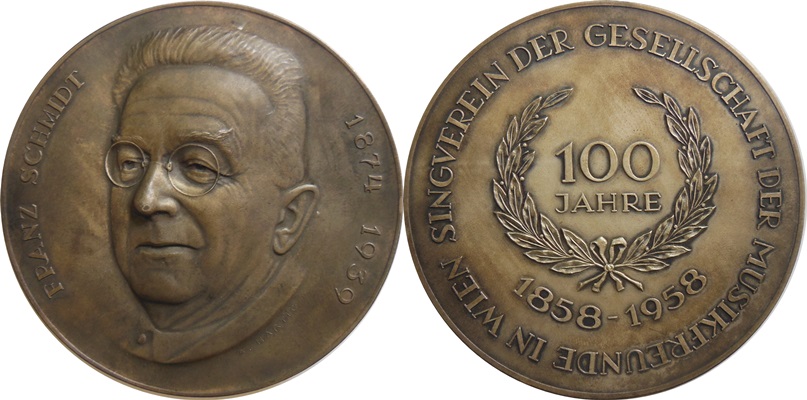 FRANZ SCHMIDT
1874 1939
SINGVEREIN DER GESELLSCHAFT DER MUSIKFREUNDE IN WIEN
100
JAHRE
1858-1958